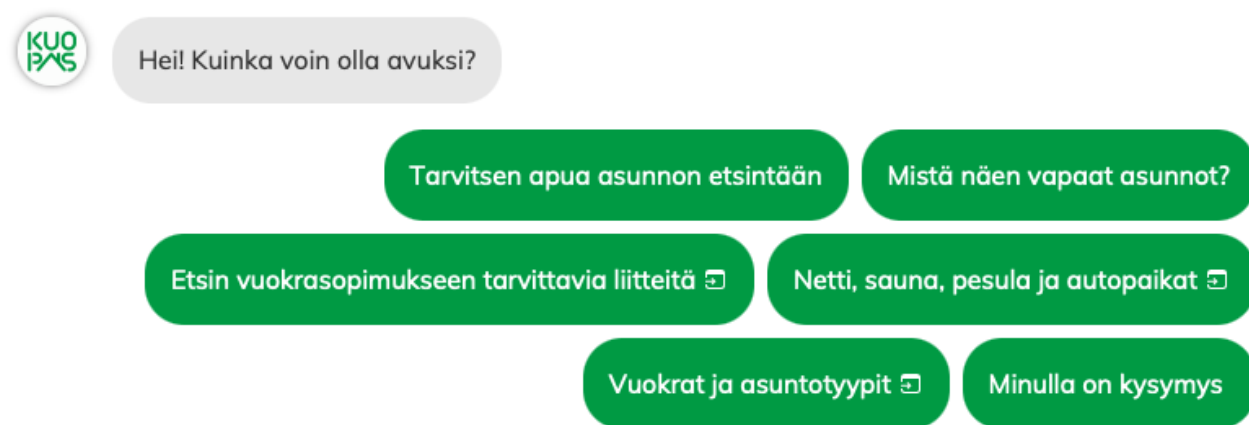 KUO
PAS
Hei! Kuinka voin olla avuksi?
Tarvitsen apua asunnon etsintään
Mistä näen vapaat asunnot?
Etsin vuokrasopimukseen tarvittavia liitteitä
Netti, sauna, pesula ja autopaikat
Vuokrat ja asuntotyypit
Minulla on kysymys